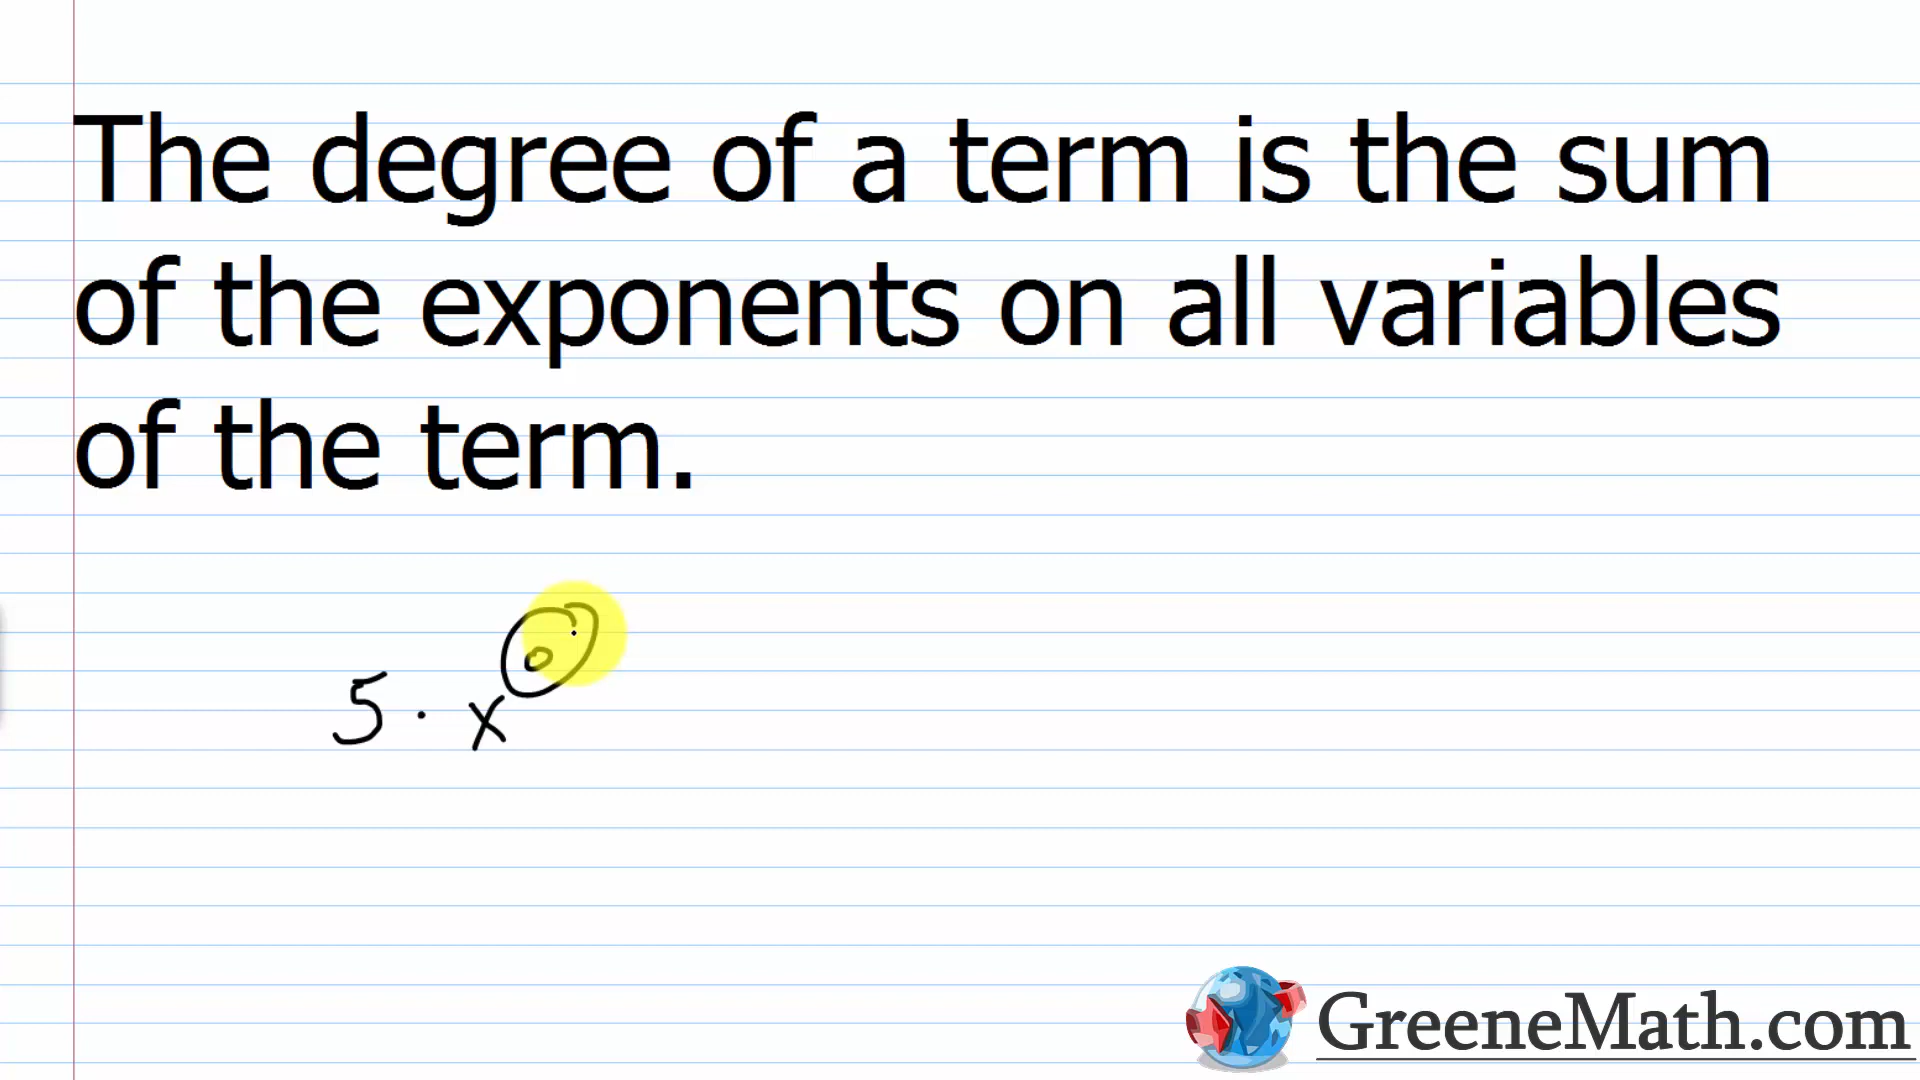 The degree of a term is the sum
of the exponents on all variables
of the term.
5 · x⁰
GreeneMath.com